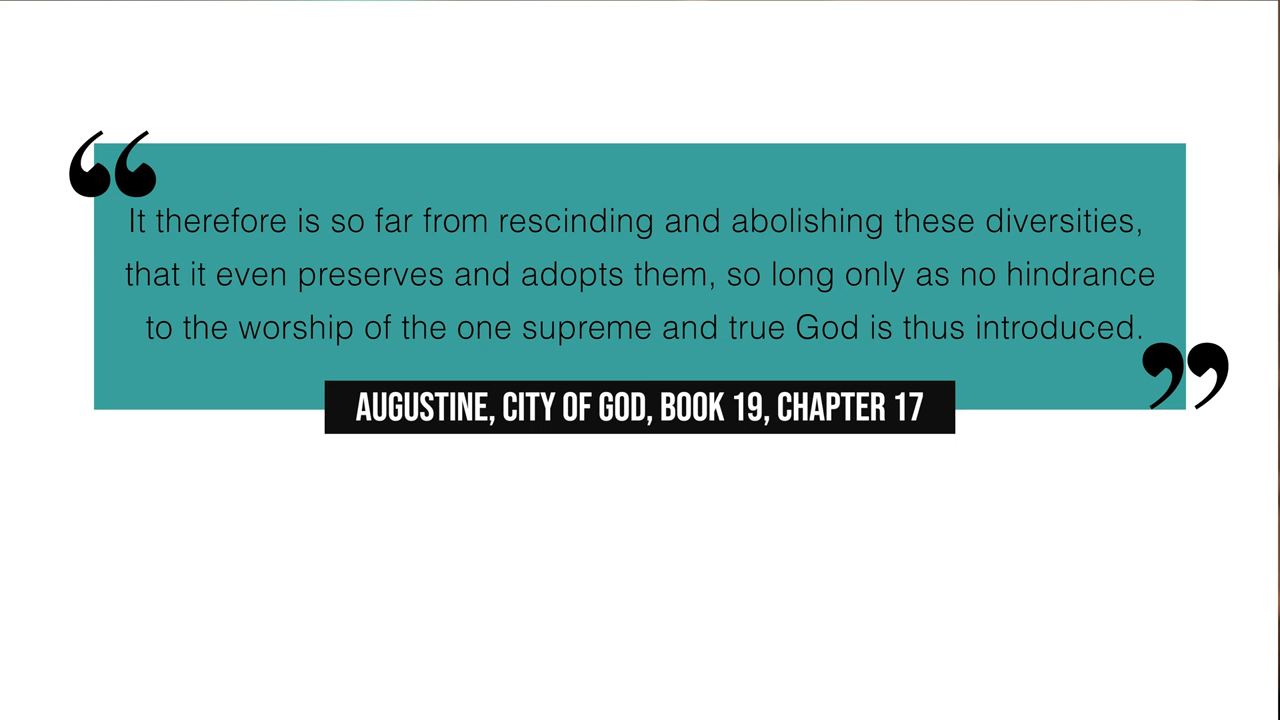 “
It therefore is so far from rescinding and abolishing these diversities,
that it even preserves and adopts them, so long only as no hindrance
to the worship of the one supreme and true God is thus introduced.
”
AUGUSTINE, CITY OF GOD, BOOK 19, CHAPTER 17